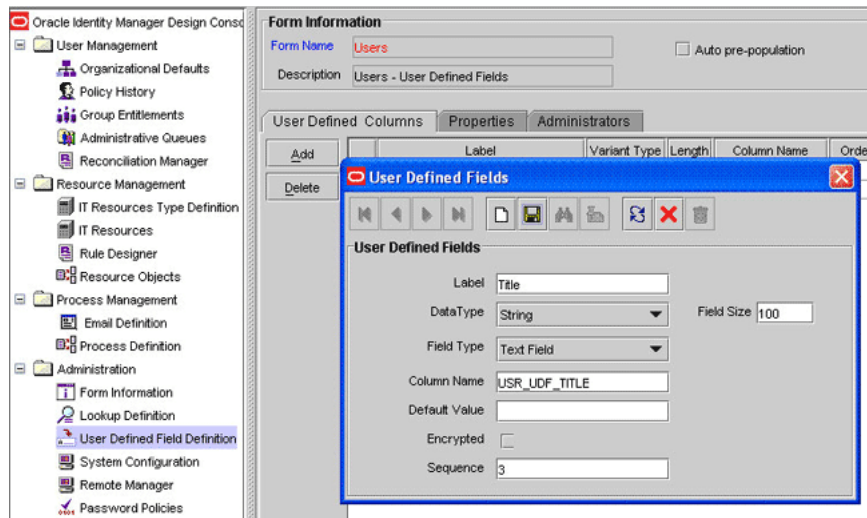 Oracle Identity Manager Design Consc
User Management
Organizational Defaults
Policy History
Group Entitlements
Administrative Queues
Reconciliation Manager
Resource Management
IT Resources Type Definition
IT Resources
Rule Designer
Resource Objects
Process Management
Email Definition
Process Definition
Administration
Form Information
Lookup Definition
User Defined Field Definition
System Configuration
Remote Manager
Password Policies
Form Information
Form Name Users Auto pre-population
Description Users - User Defined Fields
User Defined Columns Properties Administrators
Add Label Variant Type Length Column Name Orde
Delete
User Defined Fields
User Defined Fields
Label Title
DataType String Field Size 100
Field Type Text Field
Column Name USR_UDF_TITLE
Default Value
Encrypted
Sequence 3